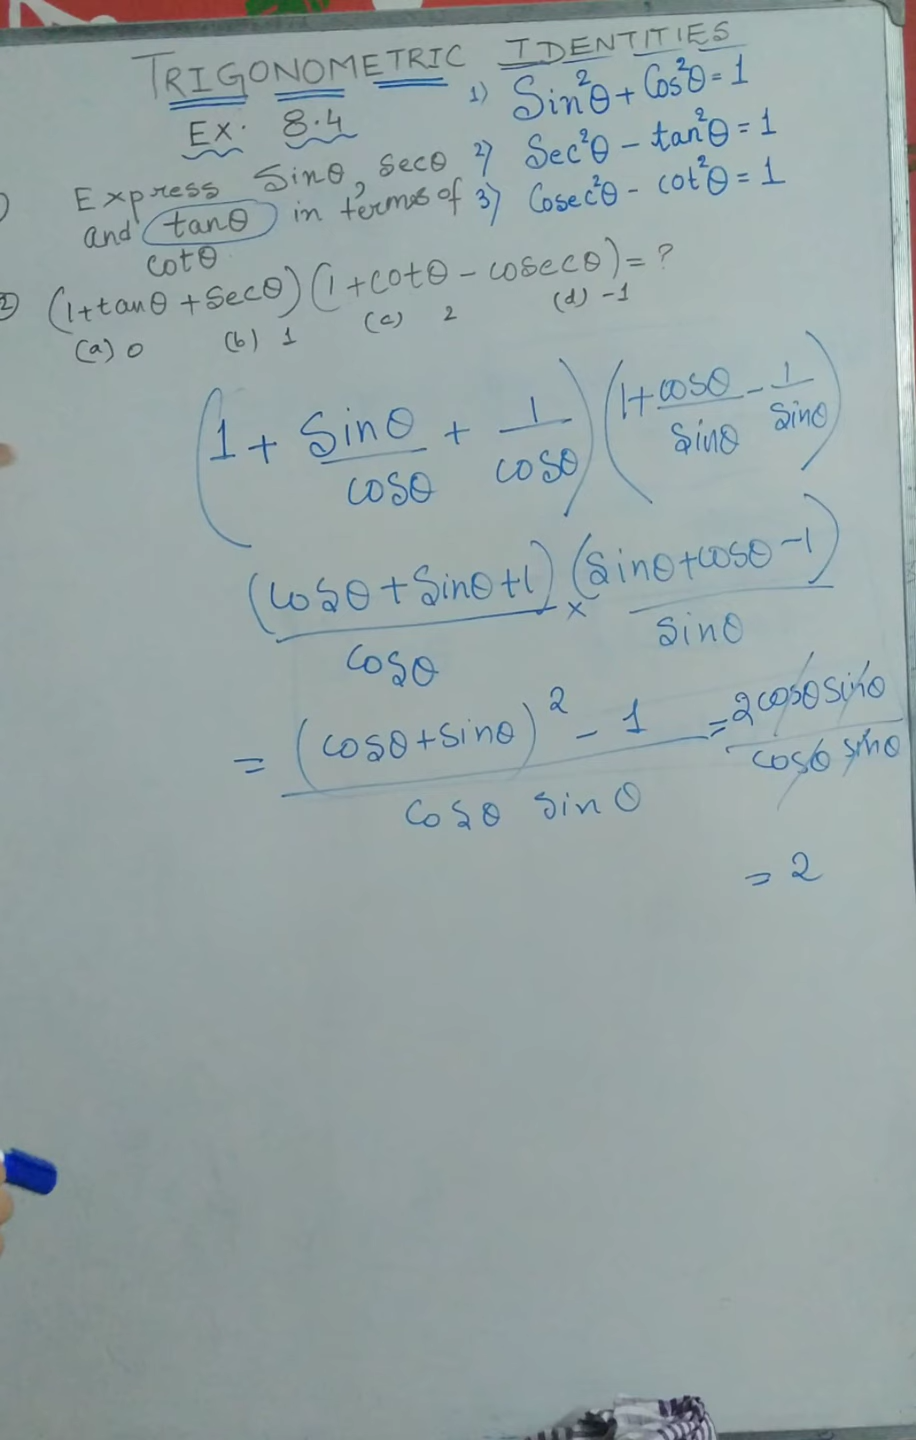 TRIGONOMETRIC IDENTITIES
Ex. 8.4
1) Sin²θ + Cos²θ = 1
2) Sec²θ - tan²θ = 1
3) Cosec²θ - cot²θ = 1
) Express Sinθ, secθ
and tanθ in terms of
cotθ
2) (1+tanθ + secθ) (1+cotθ - cosecθ) = ?
(a) 0 (b) 1 (c) 2 (d) -1
(1 + Sinθ/cosθ + 1/cosθ) (1+ cosθ/sinθ - 1/sinθ)
(cosθ + Sinθ+1)/cosθ × (Sinθ+cosθ -1)/sinθ
= ((cosθ+sinθ)² - 1)/(cosθ sinθ) = 2cosθ sinθ/(cosθ sinθ)
= 2